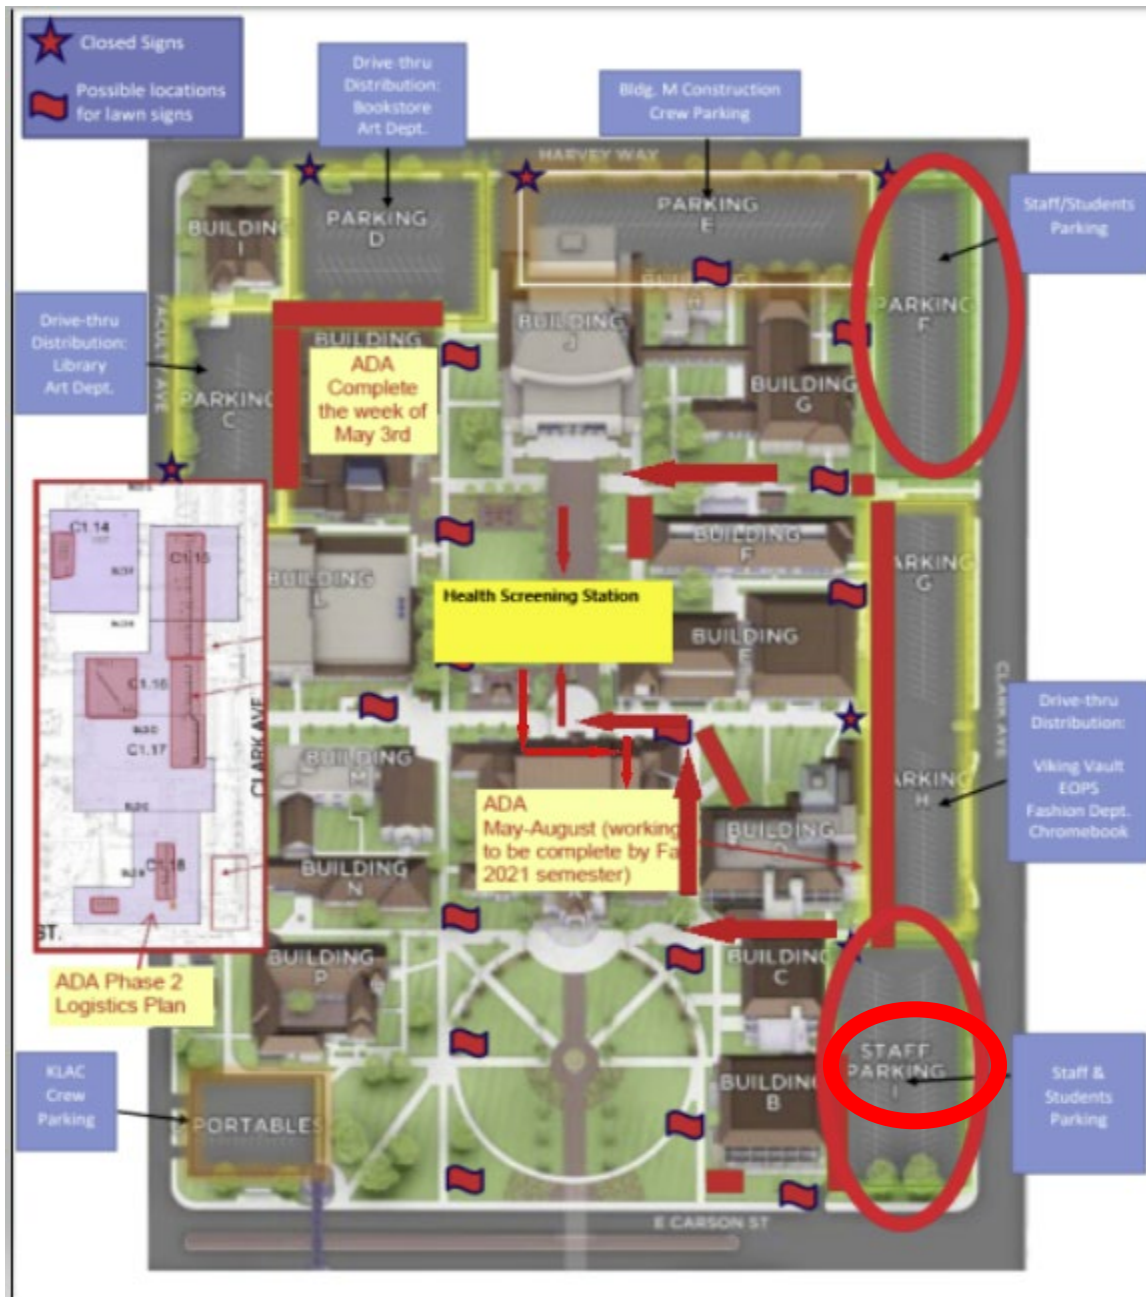 Closed Signs
Possible locations
for lawn signs
Drive thru
Distribution:
Bookstore
Art Dept.
Bldg. M Construction
Crew Parking
HARVEY WAY
Staff/Students
Parking
BUILDING
I
PARKING
D
PARKING
E
BUILDING
H
PARKING
F
Drive-thru
Distribution:
Library
Art Dept.
FACULTY AVE
PARKING
C
BUILDING
ADA
Complete
the week of
May 3rd
BUILDING
J
BUILDING
G
C1.14
C1.15
C1.16
C1.17
C1.18
CLARK AVE
ST.
BUILDING
L
BUILDING
F
ARKING
G
Health Screening Station
BUILDING
E
CLARK AVE
ARKING
H
Drive-thru
Distribution:
Viking Vault
EOPS
Fashion Dept.
Chromebook
BUILDING
M
ADA
May-August (working
to be complete by Fa
2021 semester)
BUILDING
BUILDING
N
ADA Phase 2
Logistics Plan
BUILDING
P
BUILDING
C
KLAC
Crew
Parking
PORTABLES
BUILDING
B
STAFF
PARKING
I
Staff &
Students
Parking
E CARSON ST